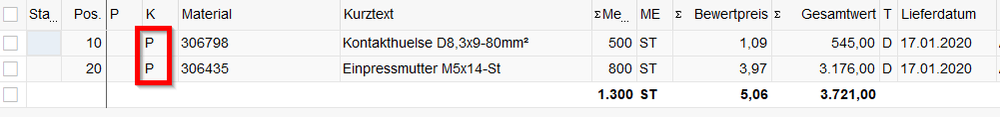 Sta... Pos. P K Material Kurztext ΣMe... ME Σ Bewertpreis Σ Gesamtwert T Lieferdatum
10 P 306798 Kontakthuelse D8,3x9-80mm² 500 ST 1,09 545,00 D 17.01.2020
20 P 306435 Einpressmutter M5x14-St 800 ST 3,97 3.176,00 D 17.01.2020
1.300 ST 5,06 3.721,00